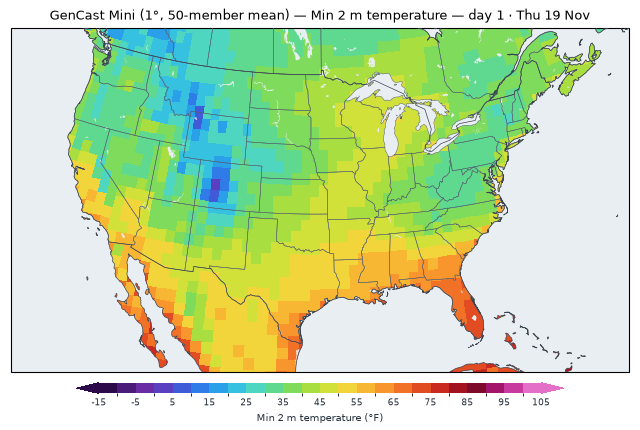 GenCast Mini (1°, 50-member mean) — Min 2 m temperature — day 1 · Thu 19 Nov
-15 -5 5 15 25 35 45 55 65 75 85 95 105
Min 2 m temperature (°F)